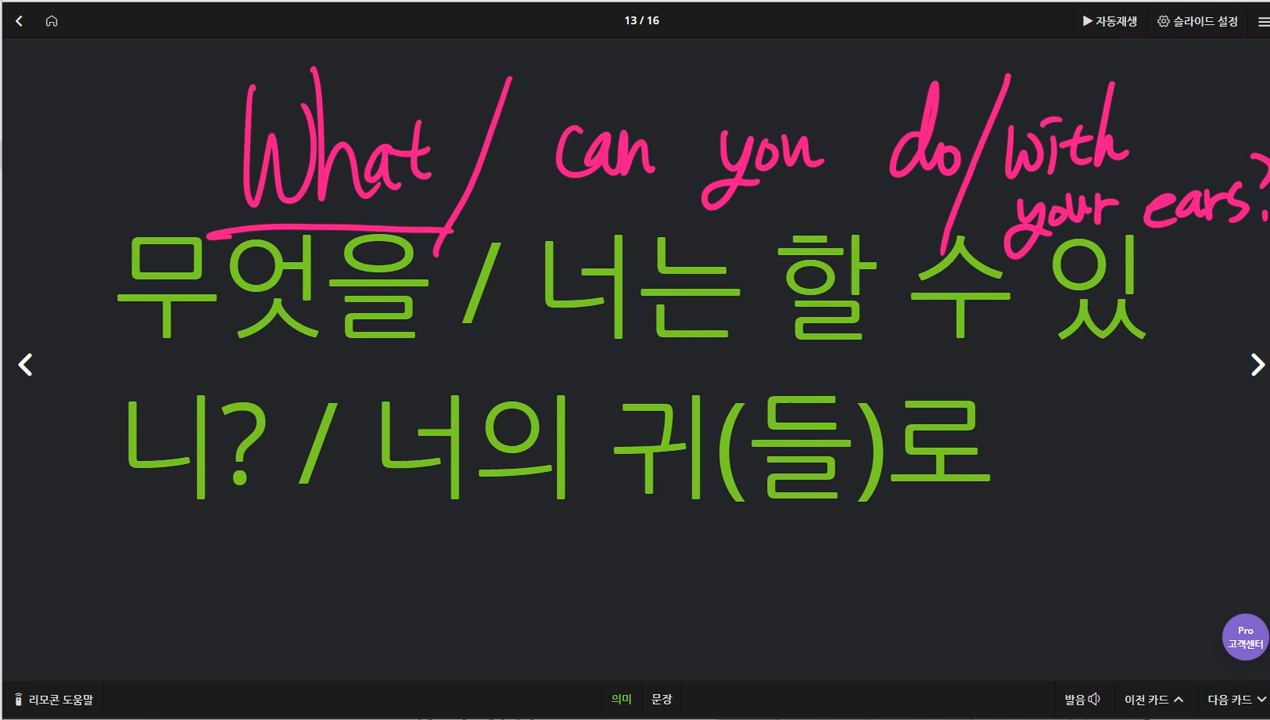 13 / 16
자동재생
슬라이드 설정
What / can you do / with
your ears?
무엇을 / 너는 할 수 있
니? / 너의 귀(들)로
Pro
고객센터
리모콘 도움말
의미
문장
발음
이전 카드
다음 카드